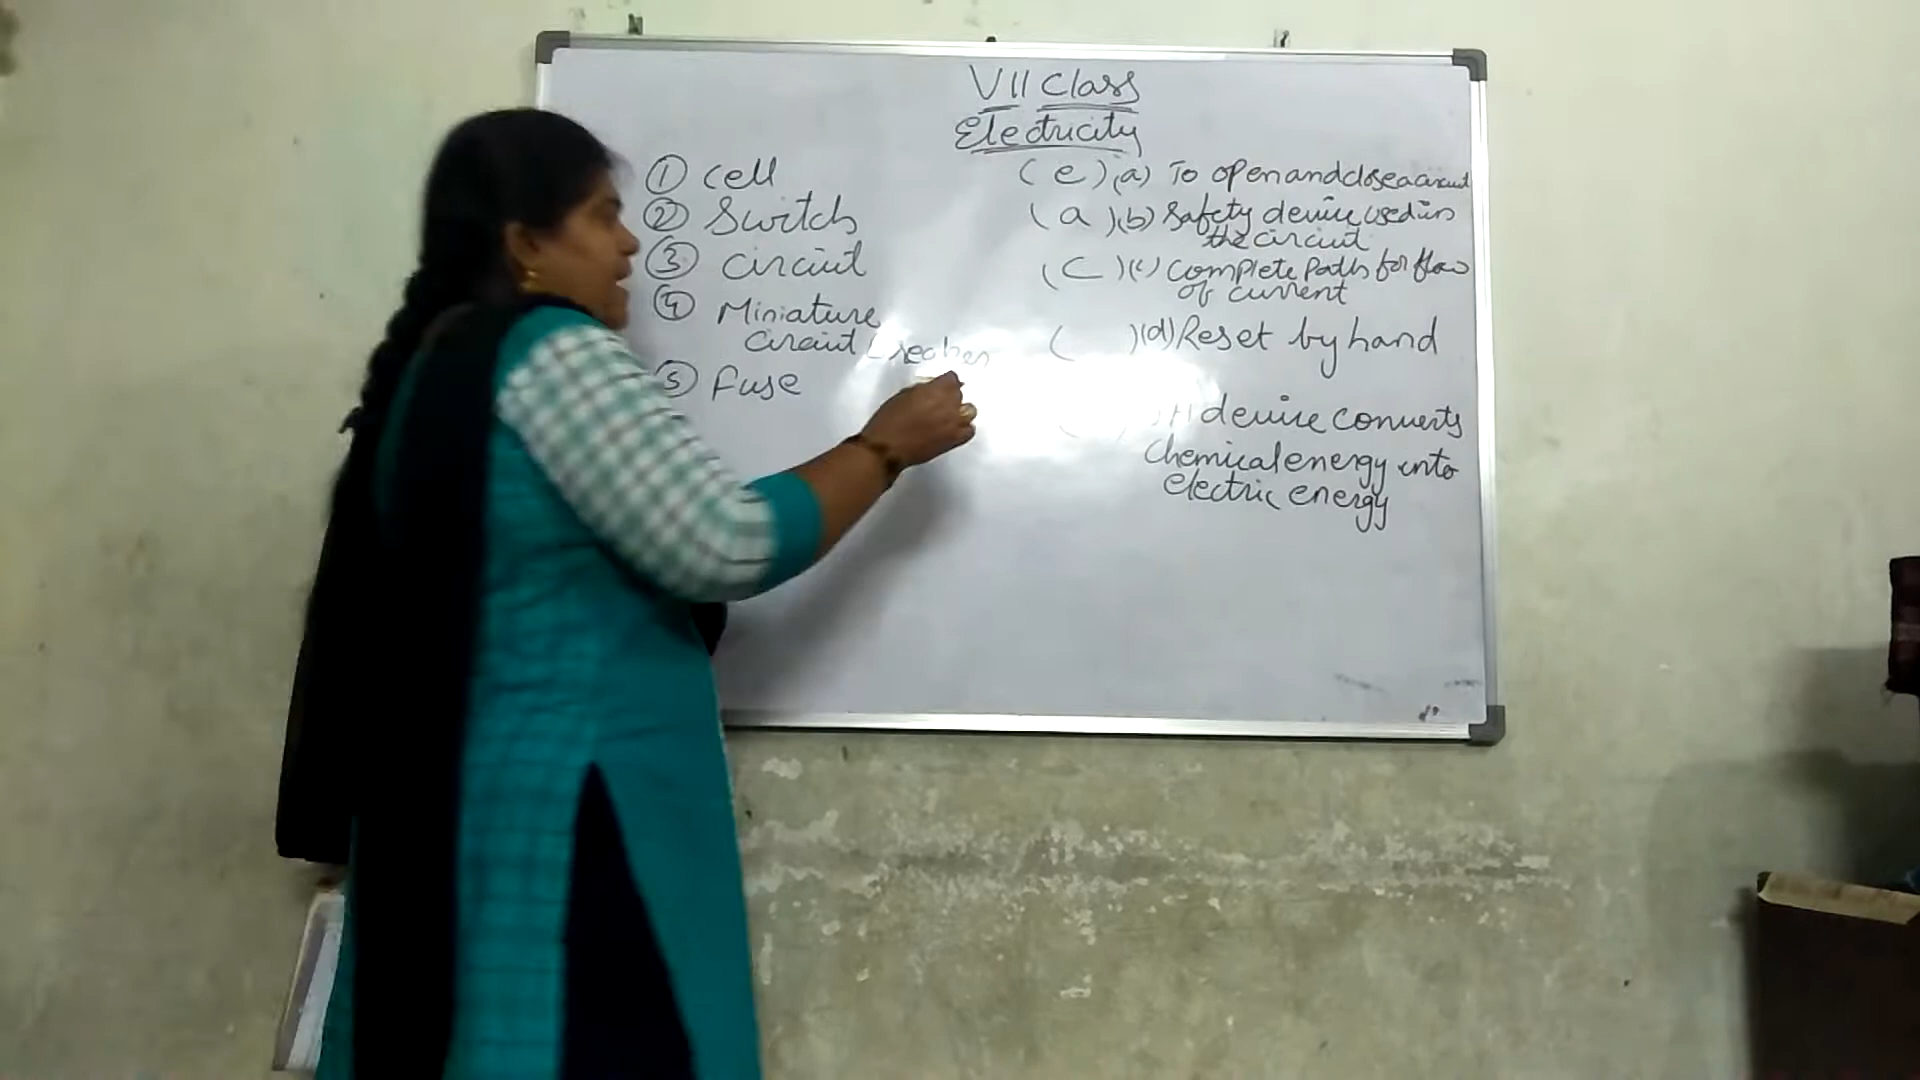 VII Class
Electricity
① Cell
② Switch
③ Circuit
④ Miniature
Circuit breaker
⑤ Fuse
(e) (a) To open and close a circuit
(a) (b) Safety device used in
the circuit
(c) (c) Complete path for flow
of current
( ) (d) Reset by hand
( ) device converts
chemical energy into
electric energy